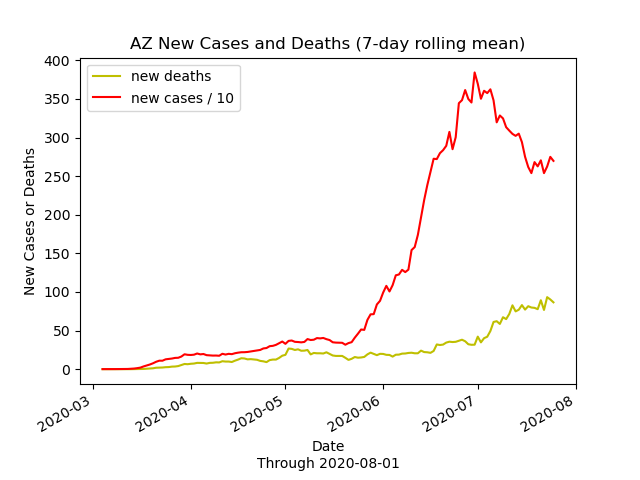 AZ New Cases and Deaths (7-day rolling mean)
new deaths
new cases / 10
New Cases or Deaths
400
350
300
250
200
150
100
50
0
2020-03
2020-04
2020-05
2020-06
2020-07
2020-08
Date
Through 2020-08-01